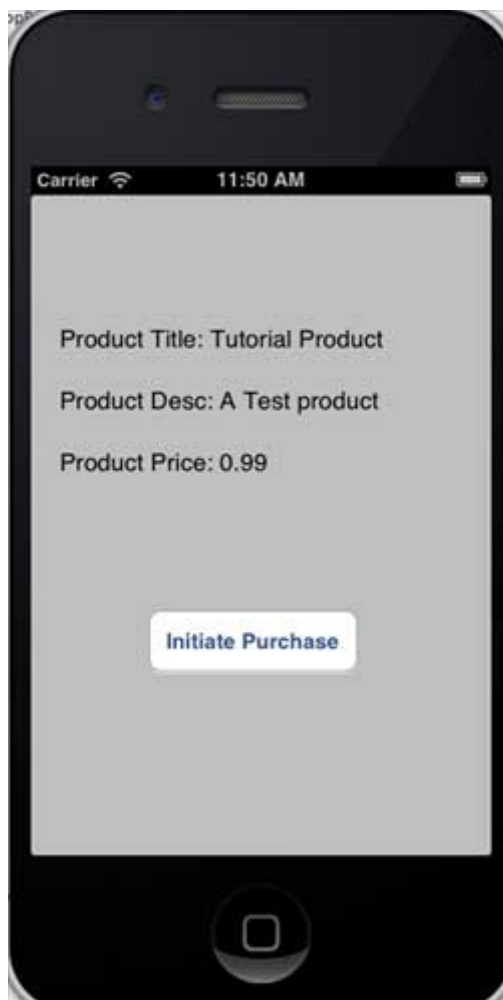 Carrier 11:50 AM
Product Title: Tutorial Product
Product Desc: A Test product
Product Price: 0.99
Initiate Purchase